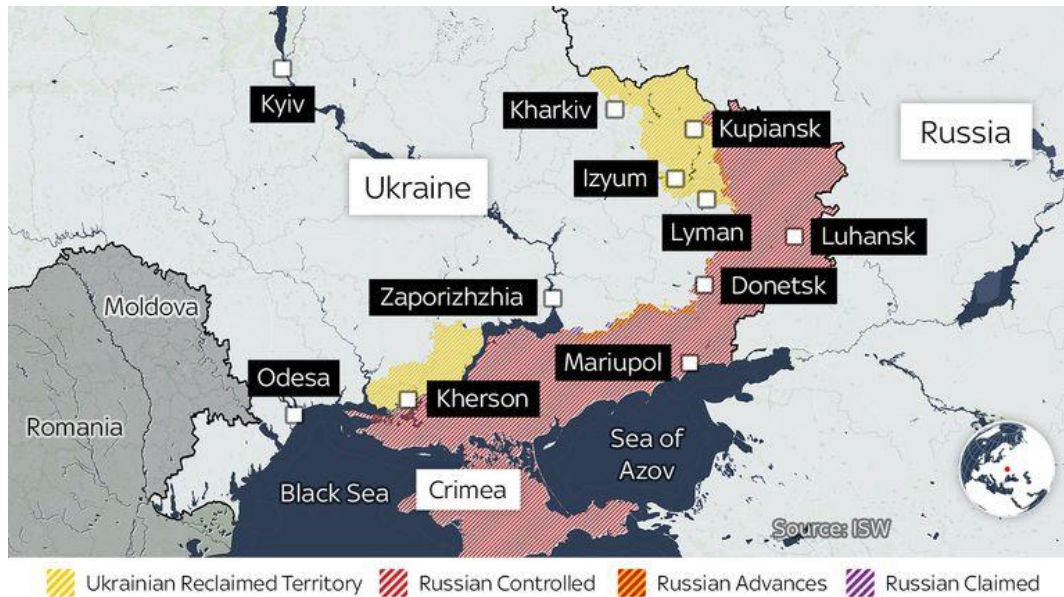 Kyiv
Kharkiv
Kupiansk
Russia
Ukraine
Izyum
Lyman
Luhansk
Moldova
Zaporizhzhia
Donetsk
Mariupol
Odesa
Kherson
Romania
Sea of
Azov
Black Sea
Crimea
Source: ISW
Ukrainian Reclaimed Territory
Russian Controlled
Russian Advances
Russian Claimed